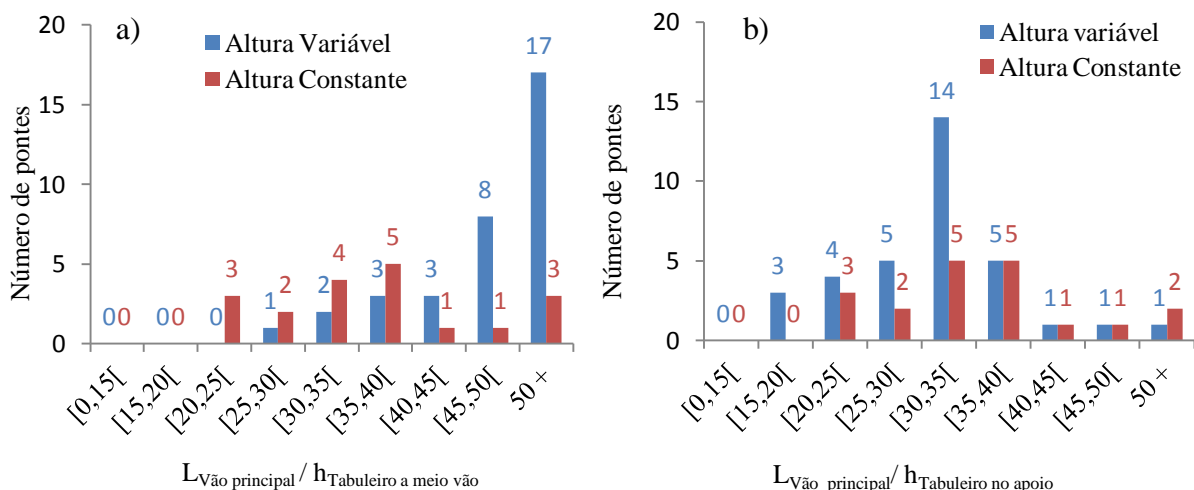 a)
Altura Variável
Altura Constante
Número de pontes
20
15
10
5
0
0 0 0 0 0 3 1 2 2 4 3 5 3 1 8 1 17 3
[0,15[ [15,20[ [20,25[ [25,30[ [30,35[ [35,40[ [40,45[ [45,50[ 50 +
L Vão principal / h Tabuleiro a meio vão
b)
Altura variável
Altura Constante
Número de pontes
20
15
10
5
0
0 0 3 0 4 3 5 2 14 5 5 5 1 1 1 1 1 2
[0,15[ [15,20[ [20,25[ [25,30[ [30,35[ [35,40[ [40,45[ [45,50[ 50 +
L Vão principal/ h Tabuleiro no apoio